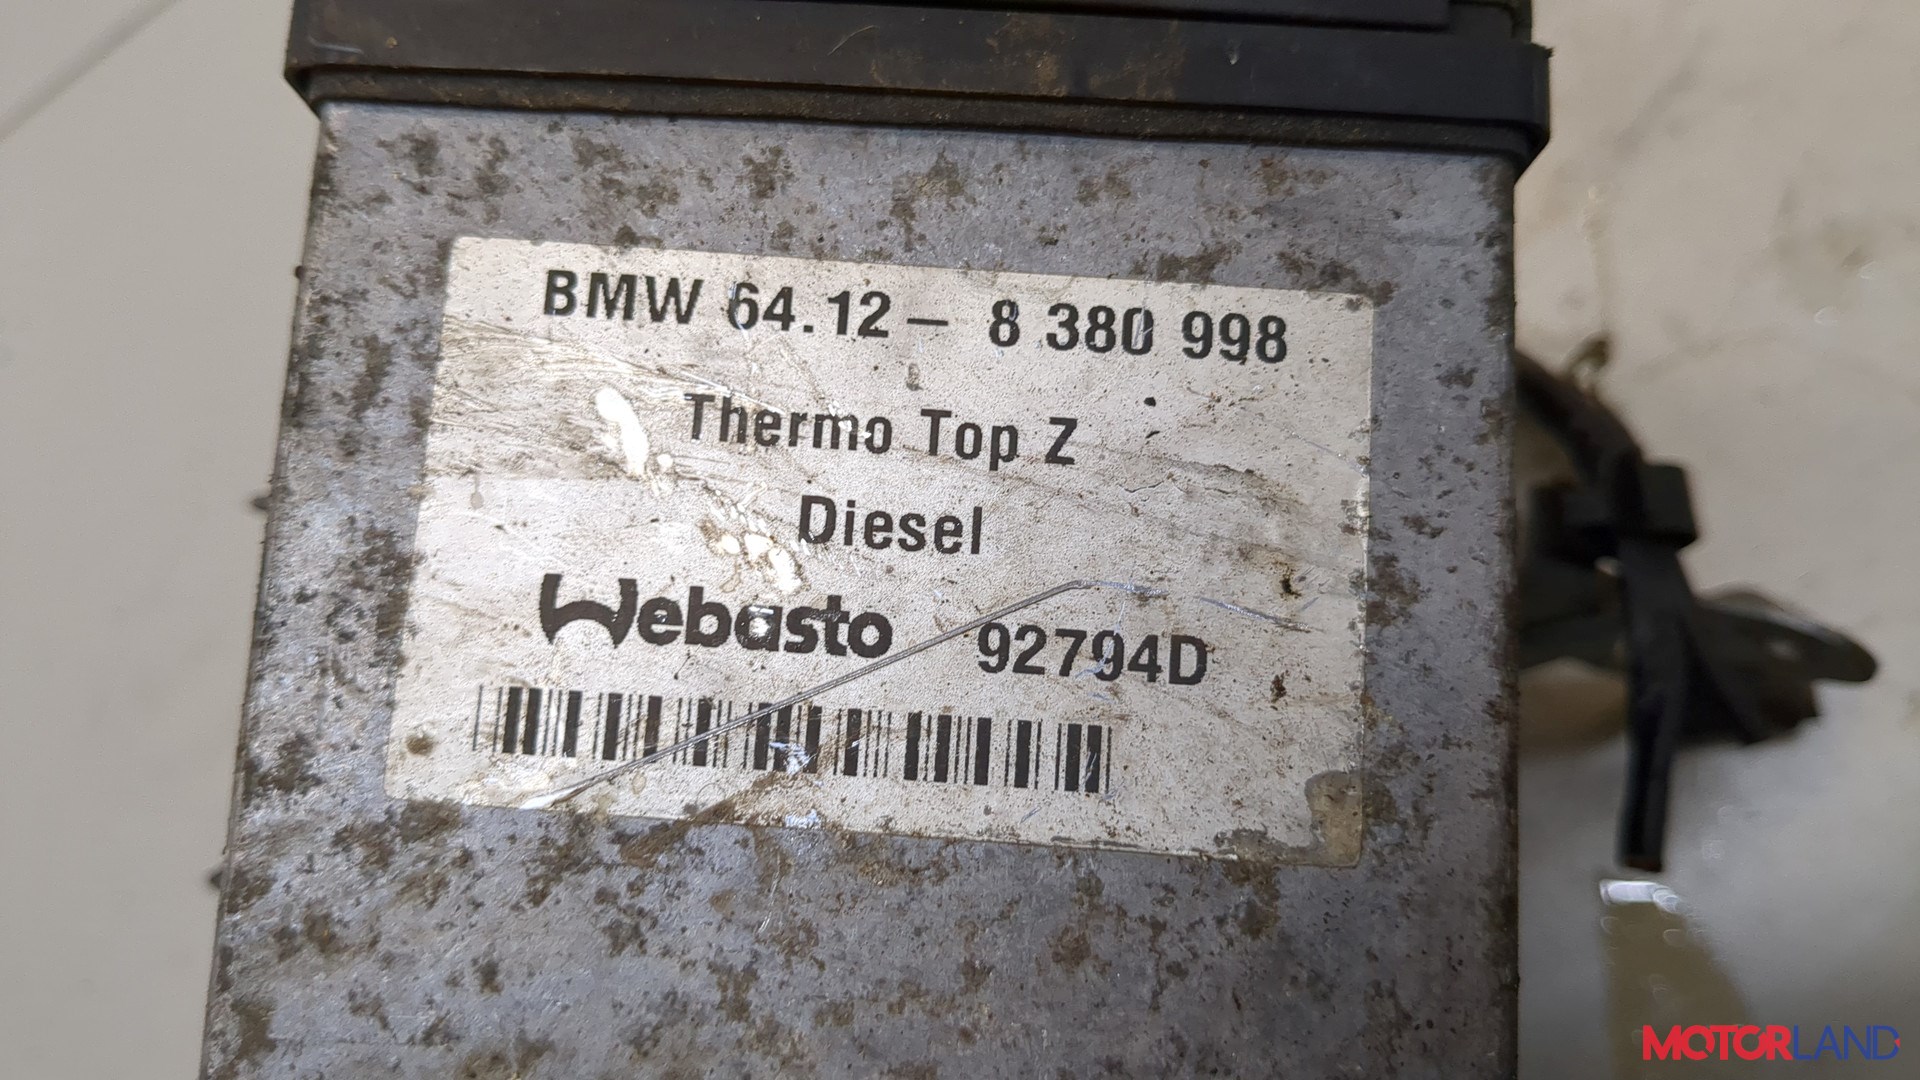 BMW 64.12 – 8 380 998
Thermo Top Z
Diesel
Webasto 92794D
MOTORLAND